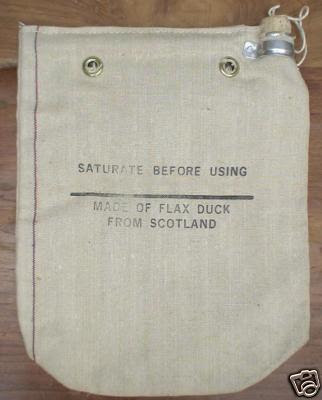 SATURATE BEFORE USING
MADE OF FLAX DUCK
FROM SCOTLAND